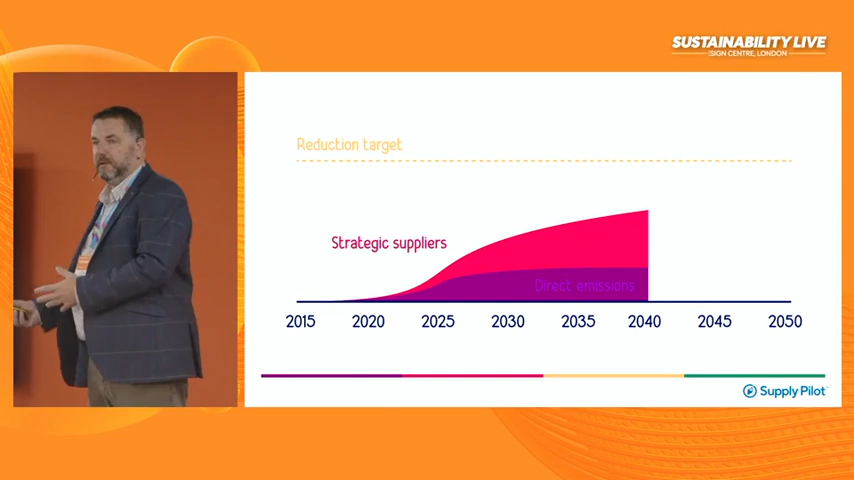 SUSTAINABILITY LIVE
SIGN CENTRE, LONDON
Reduction target
Strategic suppliers
Direct emissions
2015 2020 2025 2030 2035 2040 2045 2050
Supply Pilot